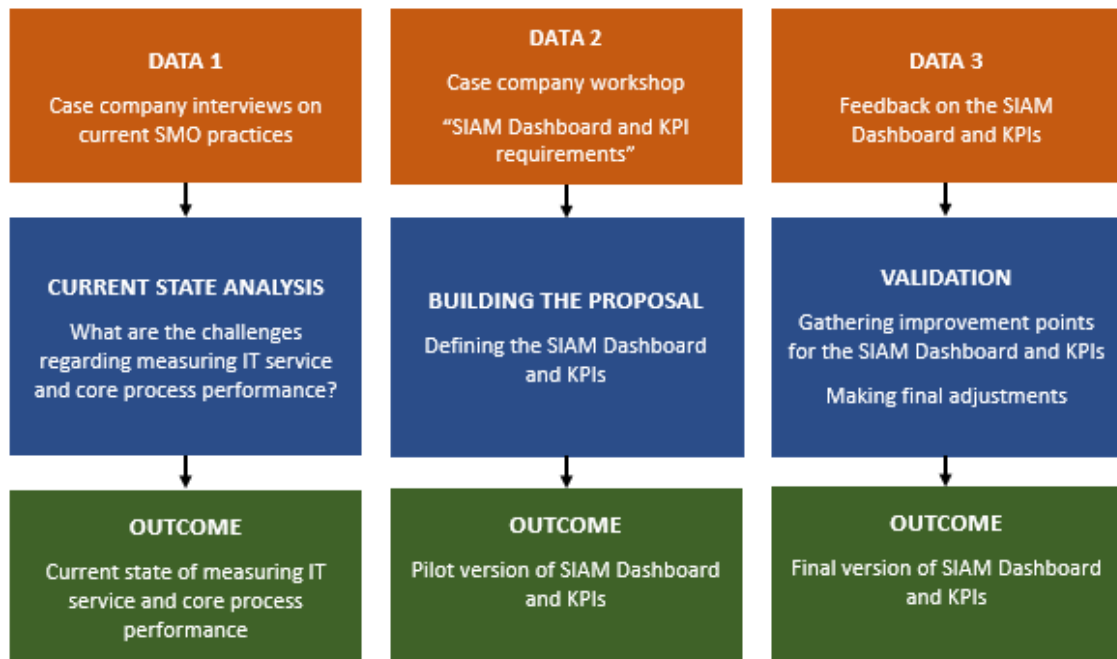 DATA 1
Case company interviews on
current SMO practices
DATA 2
Case company workshop
“SIAM Dashboard and KPI
requirements”
DATA 3
Feedback on the SIAM
Dashboard and KPIs
CURRENT STATE ANALYSIS
What are the challenges
regarding measuring IT service
and core process performance?
BUILDING THE PROPOSAL
Defining the SIAM Dashboard
and KPIs
VALIDATION
Gathering improvement points
for the SIAM Dashboard and KPIs
Making final adjustments
OUTCOME
Current state of measuring IT
service and core process
performance
OUTCOME
Pilot version of SIAM Dashboard
and KPIs
OUTCOME
Final version of SIAM Dashboard
and KPIs